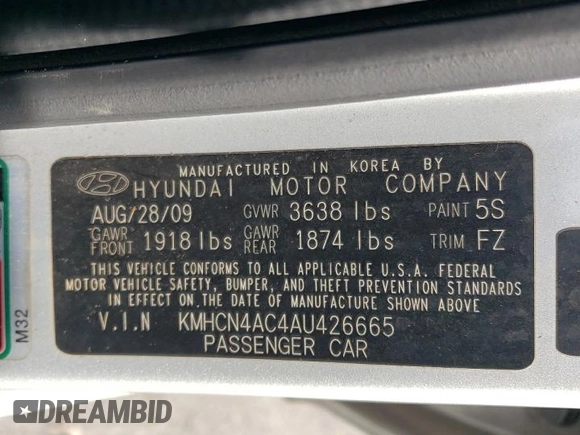 MANUFACTURED IN KOREA BY
HYUNDAI MOTOR COMPANY
AUG/28/09 GVWR 3638 lbs PAINT 5S
GAWR FRONT 1918 lbs GAWR REAR 1874 lbs TRIM FZ
THIS VEHICLE CONFORMS TO ALL APPLICABLE U.S.A. FEDERAL
MOTOR VEHICLE SAFETY, BUMPER, AND THEFT PREVENTION STANDARDS
IN EFFECT ON THE DATE OF MANUFACTURE SHOWN ABOVE
V.I.N KMHCN4AC4AU426665
PASSENGER CAR
M32
$DREAMBID